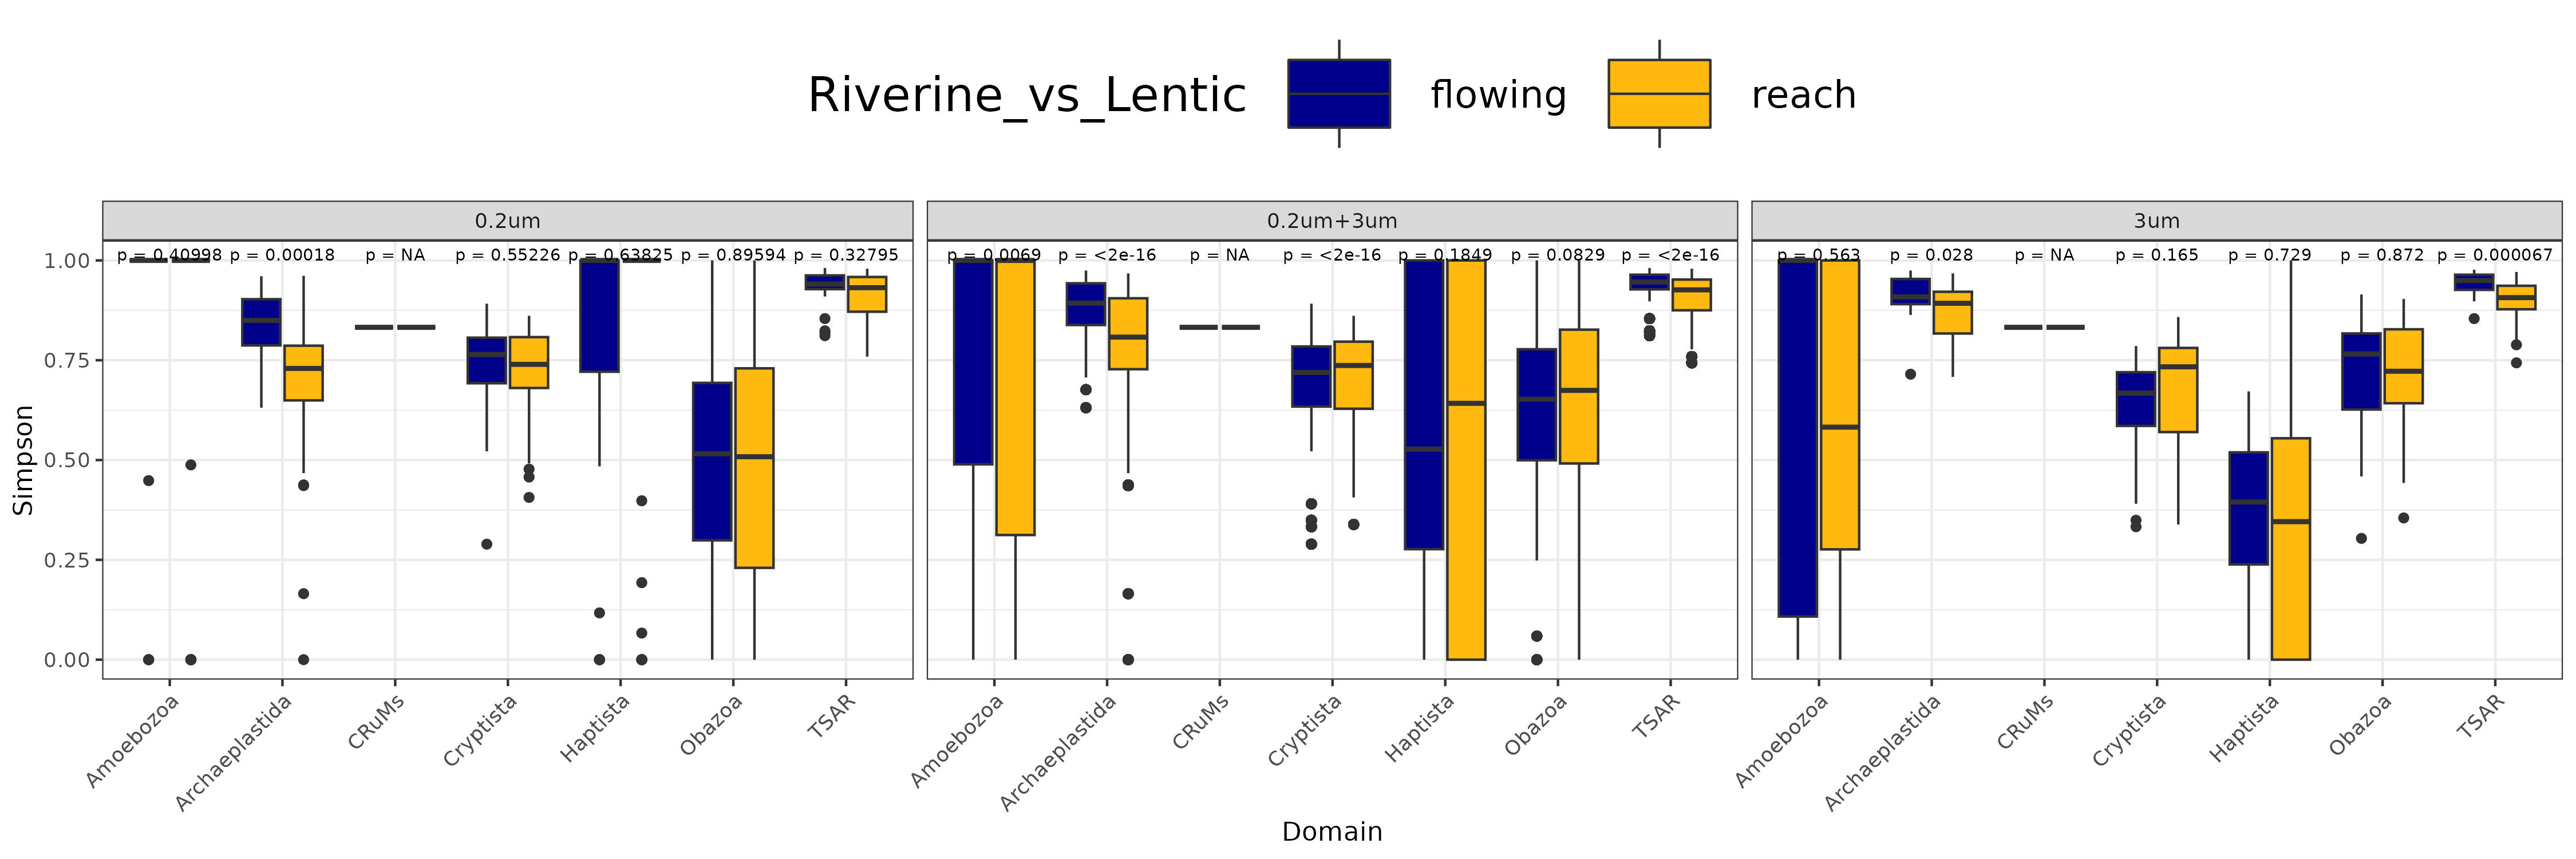 Riverine_vs_Lentic flowing reach
0.2um 0.2um+3um 3um
p = 0.40998 p = 0.00018 p = NA p = 0.55226 p = 0.63825 p = 0.89594 p = 0.32795 p = 0.0069 p = <2e-16 p = NA p = <2e-16 p = 0.1849 p = 0.0829 p = <2e-16 p = 0.563 p = 0.028 p = NA p = 0.165 p = 0.729 p = 0.872 p = 0.000067
1.00
0.75
0.50
0.25
0.00
Simpson
Amoebozoa Archaeplastida CRuMs Cryptista Haptista Obazoa TSAR Amoebozoa Archaeplastida CRuMs Cryptista Haptista Obazoa TSAR Amoebozoa Archaeplastida CRuMs Cryptista Haptista Obazoa TSAR
Domain